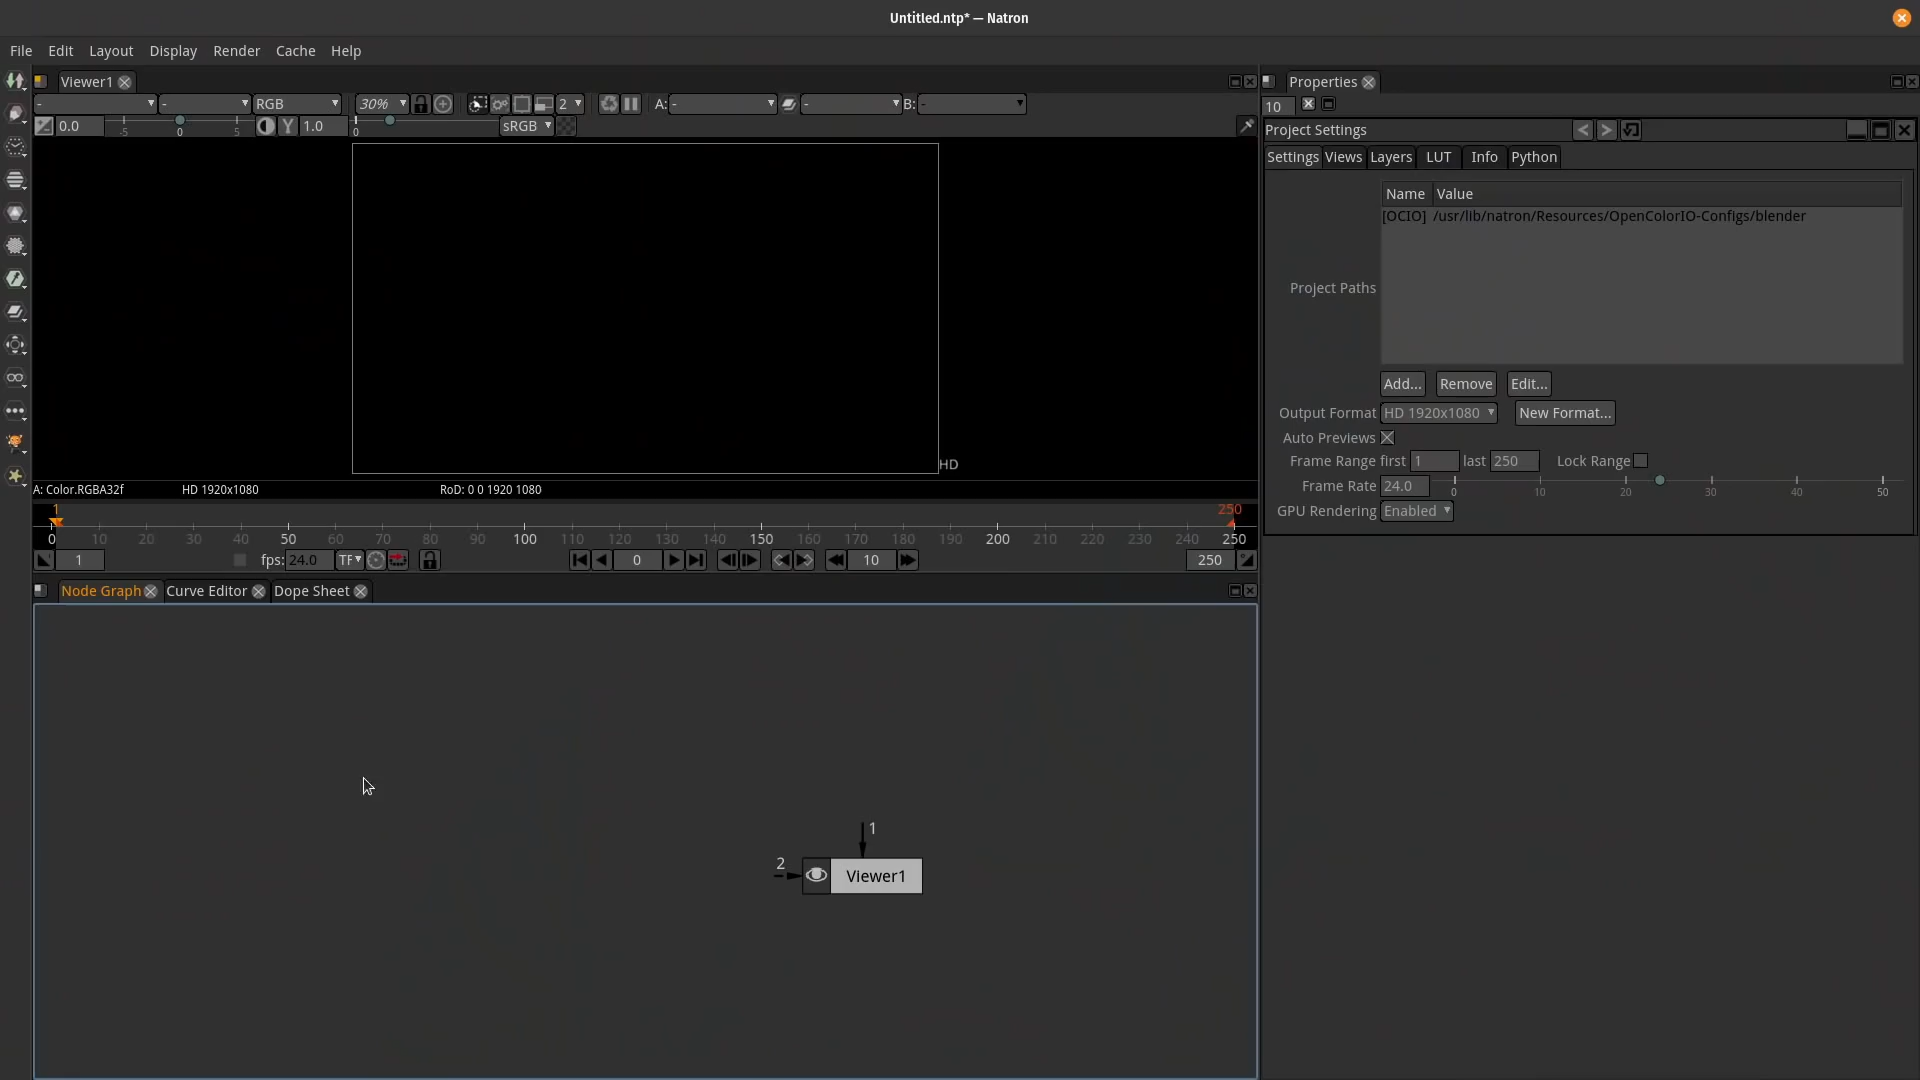 Untitled.ntp* — Natron
File Edit Layout Display Render Cache Help
Viewer1
Properties
- - RGB 30% 2 A: - - B: -
10
0.0 -5 0 5 Y 1.0 0 sRGB
Project Settings
Settings Views Layers LUT Info Python
Name Value
[OCIO] /usr/lib/natron/Resources/OpenColorIO-Configs/blender
Project Paths
Add... Remove Edit...
Output Format HD 1920x1080 New Format...
Auto Previews
Frame Range first 1 last 250 Lock Range
Frame Rate 24.0 0 10 20 30 40 50
GPU Rendering Enabled
HD
A: Color.RGBA32f HD 1920x1080 RoD: 0 0 1920 1080
1 250
0 10 20 30 40 50 60 70 80 90 100 110 120 130 140 150 160 170 180 190 200 210 220 230 240 250
1 fps: 24.0 TF 0 10 250
Node Graph Curve Editor Dope Sheet
1
2
Viewer1